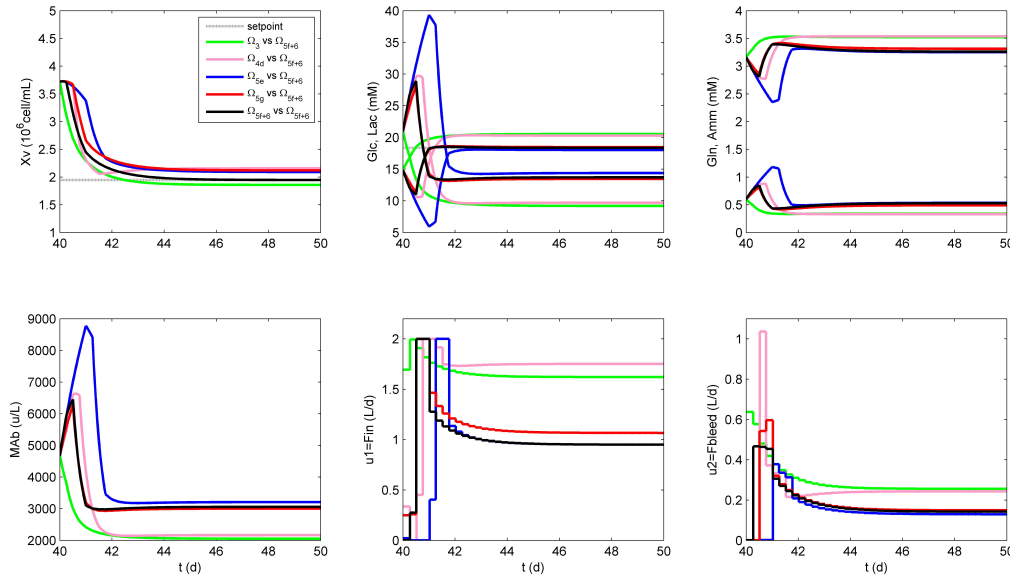 5
4.5
4
3.5
3
2.5
2
1.5
1
40 42 44 46 48 50
Xv (10^6cell/mL)
setpoint
Ω3 vs Ω5f+6
Ω4d vs Ω5f+6
Ω5e vs Ω5f+6
Ω5g vs Ω5f+6
Ω5f+6 vs Ω5f+6
40
35
30
25
20
15
10
5
40 42 44 46 48 50
Glc, Lac (mM)
4
3.5
3
2.5
2
1.5
1
0.5
0
40 42 44 46 48 50
Gln, Amm (mM)
9000
8000
7000
6000
5000
4000
3000
2000
40 42 44 46 48 50
MAb (u/L)
t (d)
2
1.5
1
0.5
0
40 42 44 46 48 50
u1=Fin (L/d)
t (d)
1
0.8
0.6
0.4
0.2
0
40 42 44 46 48 50
u2=Fbleed (L/d)
t (d)